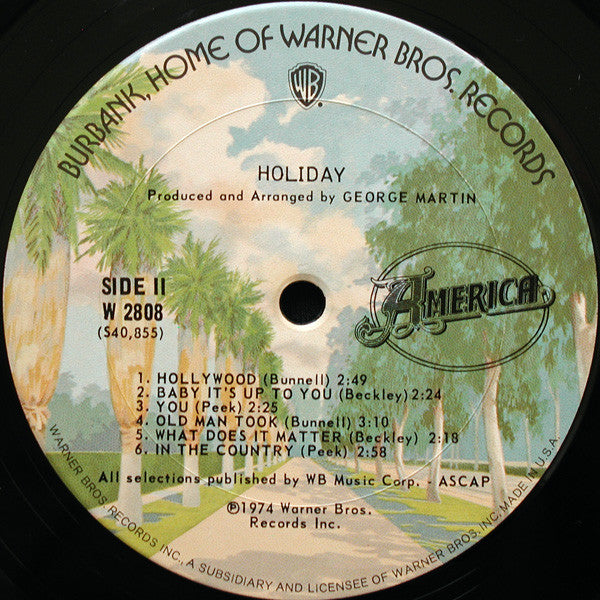 BURBANK, HOME OF WARNER BROS. RECORDS
WB
HOLIDAY
Produced and Arranged by GEORGE MARTIN
SIDE II
W 2808
(S40,855)
AMERICA
1. HOLLYWOOD (Bunnell) 2:49
2. BABY IT'S UP TO YOU (Beckley) 2:24
3. YOU (Peek) 2:25
4. OLD MAN TOOK (Bunnell) 3:10
5. WHAT DOES IT MATTER (Beckley) 2:18
6. IN THE COUNTRY (Peek) 2:58
All selections published by WB Music Corp. - ASCAP
℗1974 Warner Bros.
Records Inc.
WARNER BROS. RECORDS INC., A SUBSIDIARY AND LICENSEE OF WARNER BROS. INC. MADE IN U.S.A.